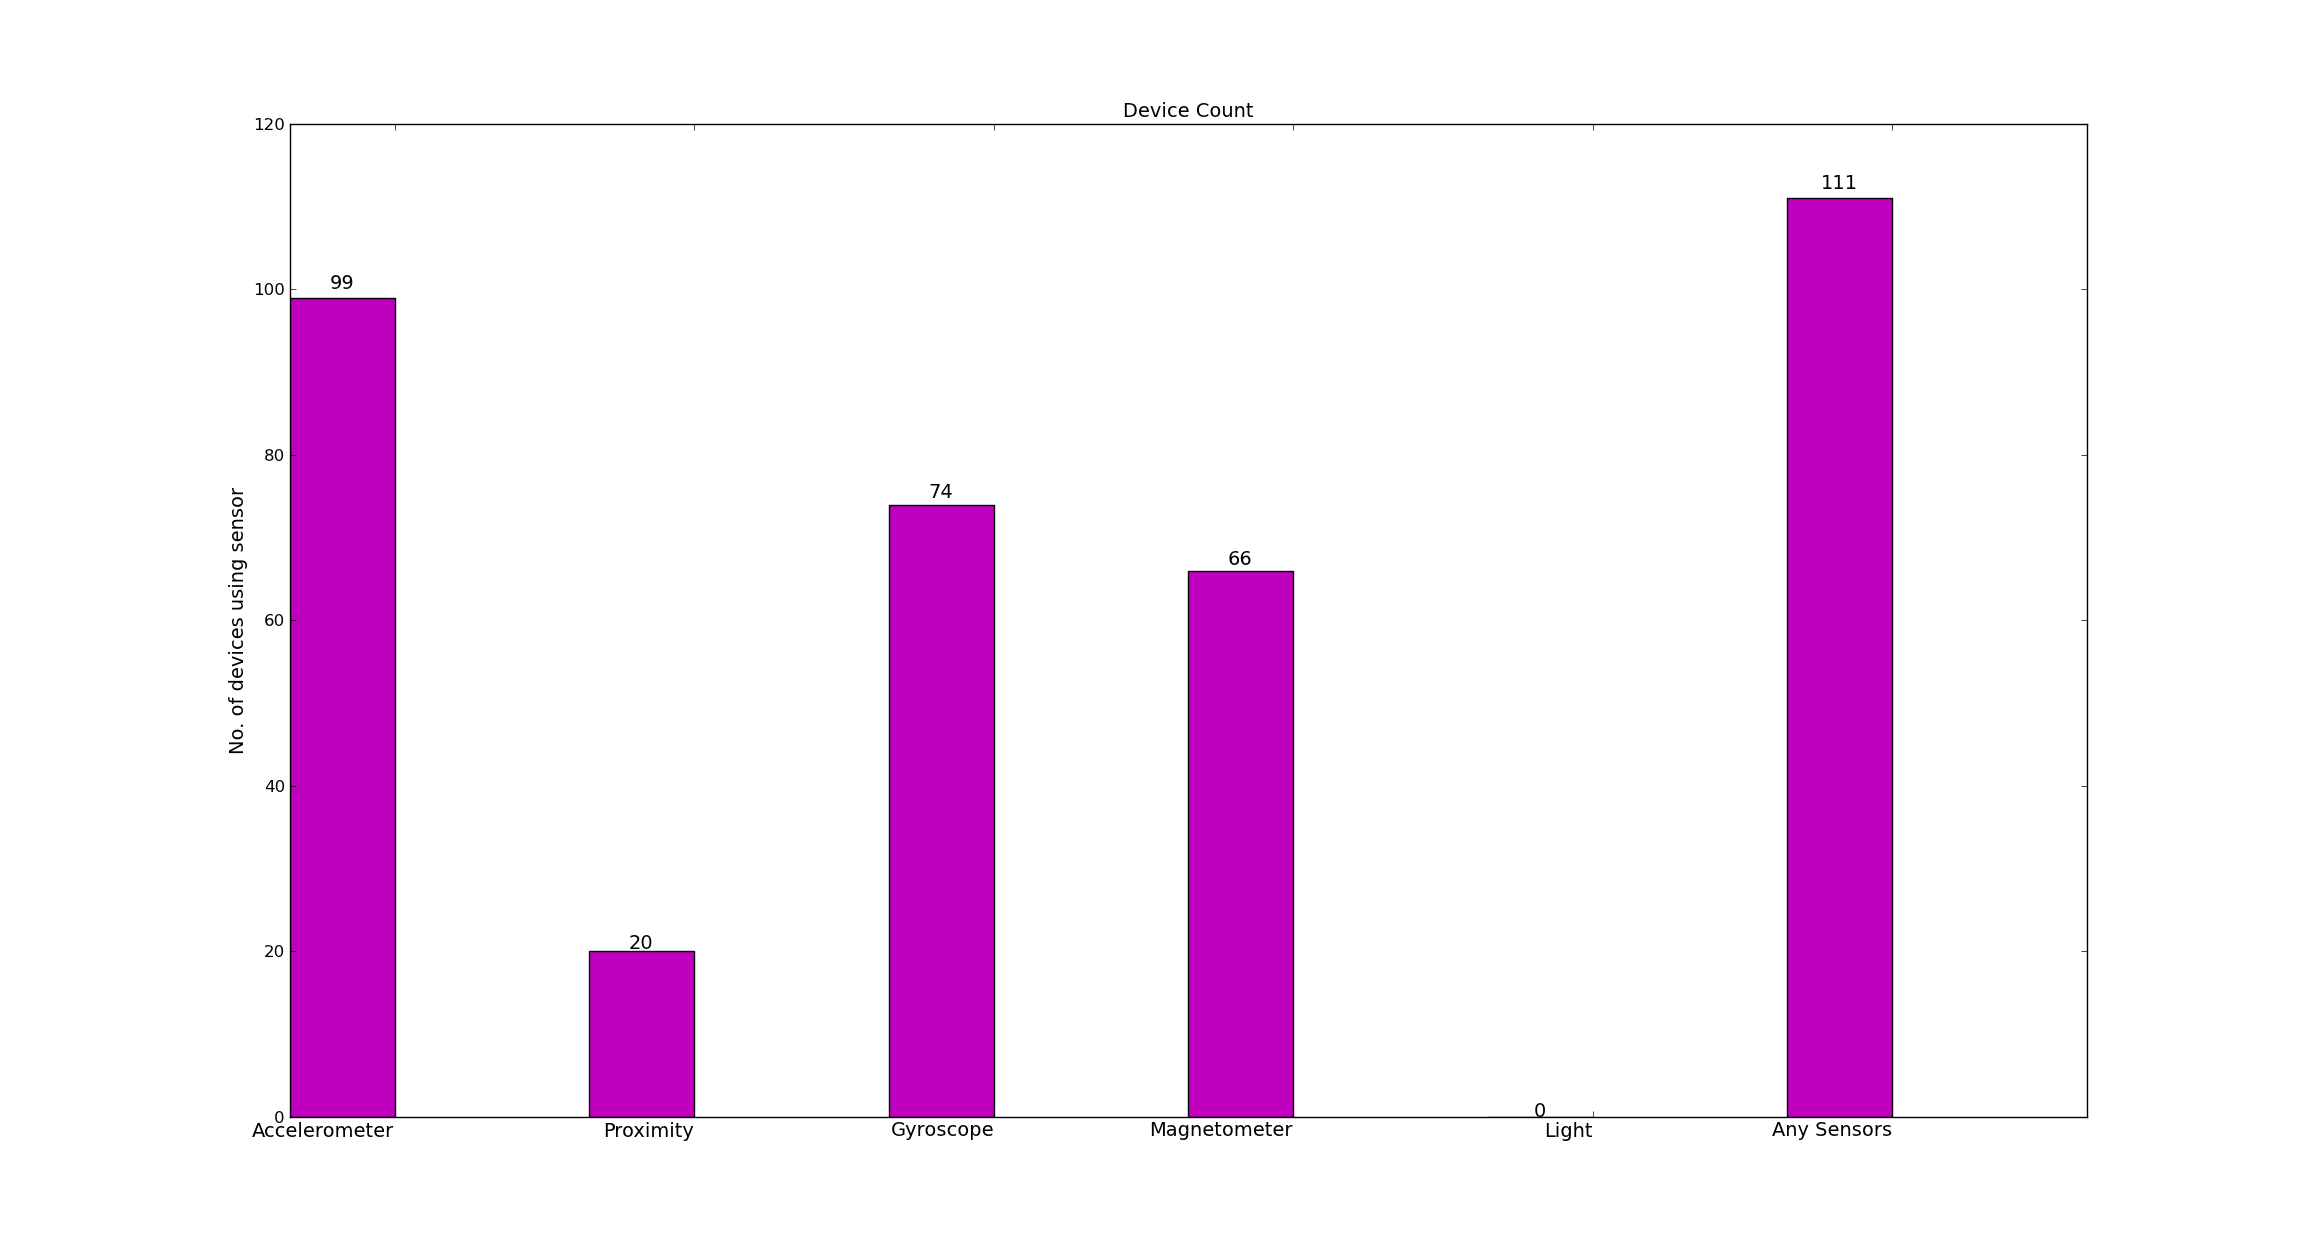 Device Count
120
100
80
60
40
20
0
No. of devices using sensor
99
20
74
66
0
111
Accelerometer
Proximity
Gyroscope
Magnetometer
Light
Any Sensors